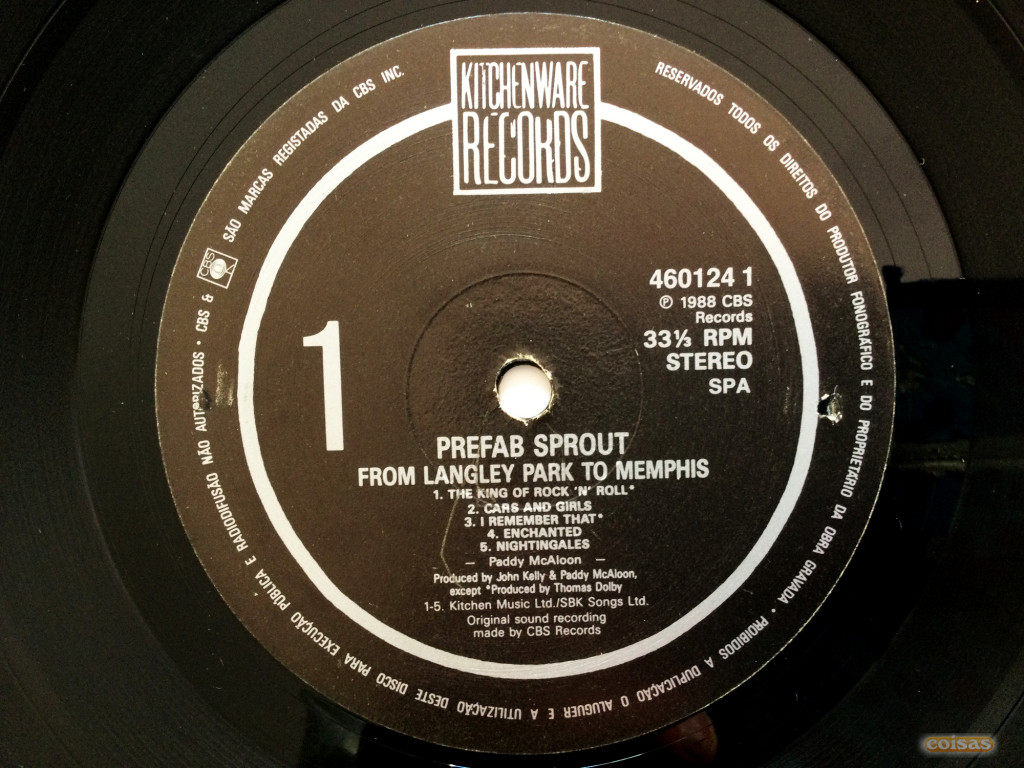 KITCHENWARE
RECORDS
RESERVADOS TODOS OS DIREITOS DO PRODUTOR FONOGRÁFICO E DO PROPRIETÁRIO DA OBRA GRAVADA • PROIBIDOS A DUPLICAÇÃO O ALUGUER E A UTILIZAÇÃO DESTE DISCO PARA EXECUÇÃO PÚBLICA E RADIODIFUSÃO NÃO AUTORIZADOS • CBS & CBS SÃO MARCAS REGISTADAS DA CBS INC.
460124 1
℗ 1988 CBS
Records
33⅓ RPM
STEREO
SPA
1
PREFAB SPROUT
FROM LANGLEY PARK TO MEMPHIS
1. THE KING OF ROCK 'N' ROLL*
2. CARS AND GIRLS
3. I REMEMBER THAT*
4. ENCHANTED
5. NIGHTINGALES
— Paddy McAloon —
Produced by John Kelly & Paddy McAloon,
except *Produced by Thomas Dolby
1-5. Kitchen Music Ltd./SBK Songs Ltd.
Original sound recording
made by CBS Records
coisas